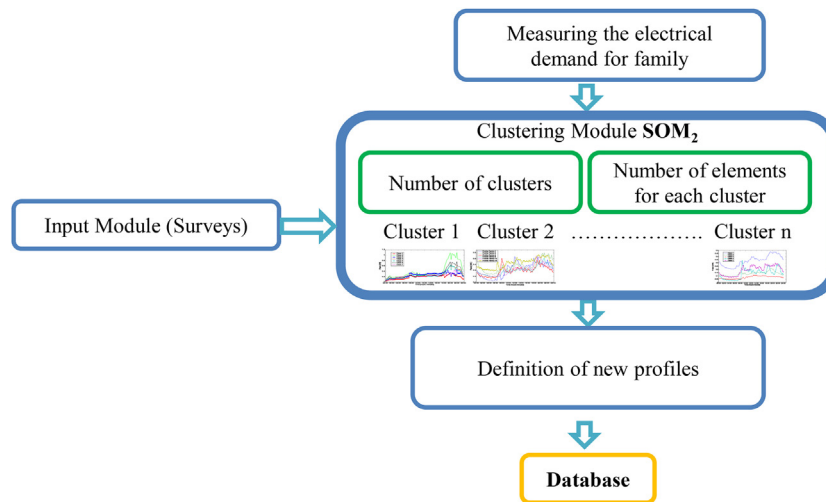 Measuring the electrical
demand for family
Clustering Module SOM₂
Number of clusters
Number of elements
for each cluster
Input Module (Surveys)
Cluster 1
Cluster 2
.....................
Cluster n
Definition of new profiles
Database